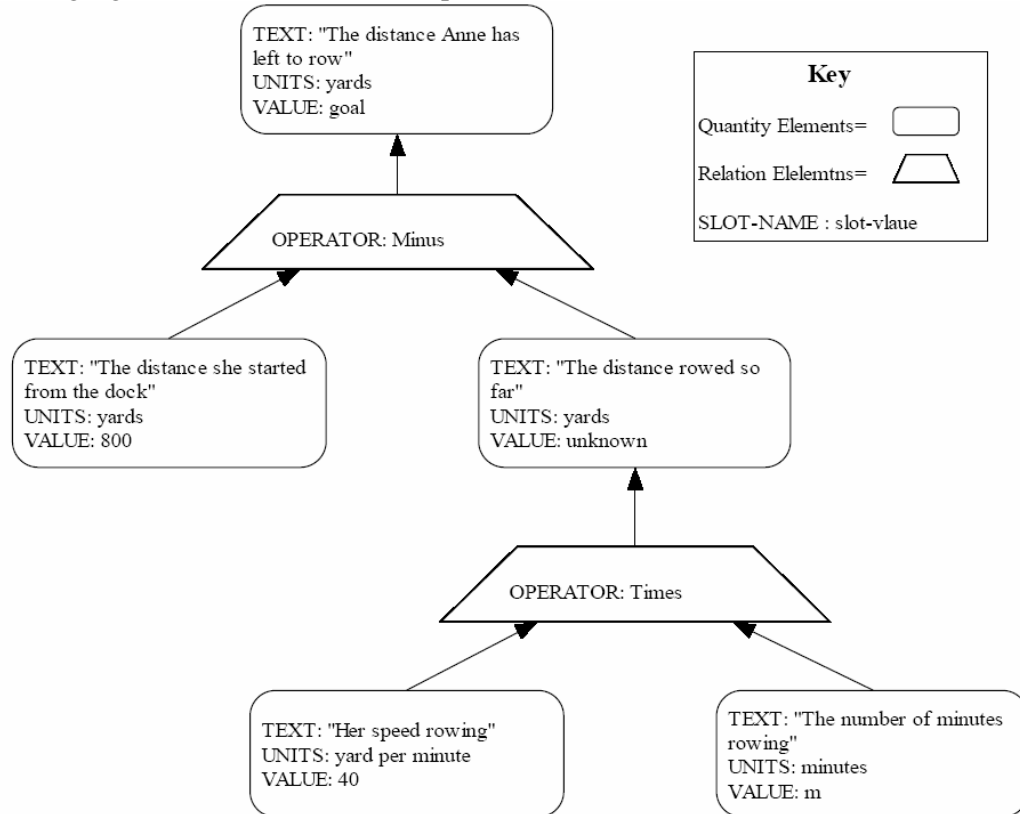 TEXT: "The distance Anne has
left to row"
UNITS: yards
VALUE: goal
Key
Quantity Elements=
Relation Elelemtns=
SLOT-NAME : slot-vlaue
OPERATOR: Minus
TEXT: "The distance she started
from the dock"
UNITS: yards
VALUE: 800
TEXT: "The distance rowed so
far"
UNITS: yards
VALUE: unknown
OPERATOR: Times
TEXT: "Her speed rowing"
UNITS: yard per minute
VALUE: 40
TEXT: "The number of minutes
rowing"
UNITS: minutes
VALUE: m